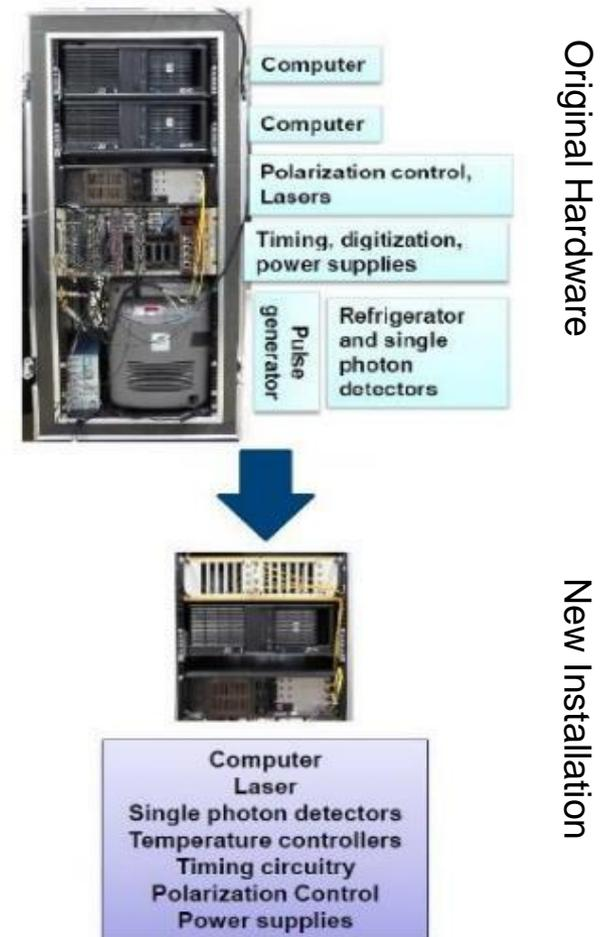 Original Hardware
Computer
Computer
Polarization control,
Lasers
Timing, digitization,
power supplies
Pulse
generator
Refrigerator
and single
photon
detectors
New Installation
Computer
Laser
Single photon detectors
Temperature controllers
Timing circuitry
Polarization Control
Power supplies